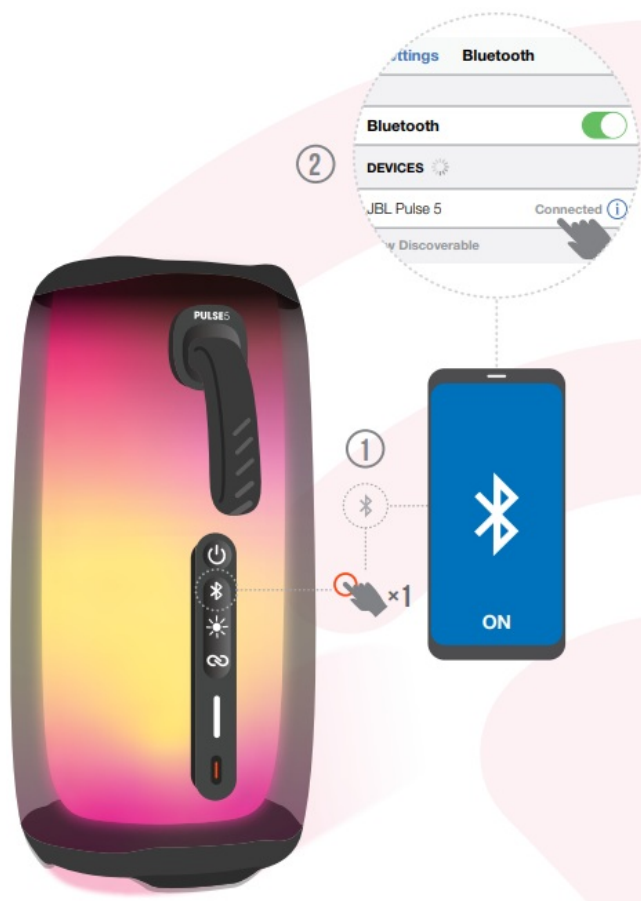 ttings Bluetooth
Bluetooth
② DEVICES
JBL Pulse 5 Connected i
w Discoverable
PULSE5
①
×1
ON